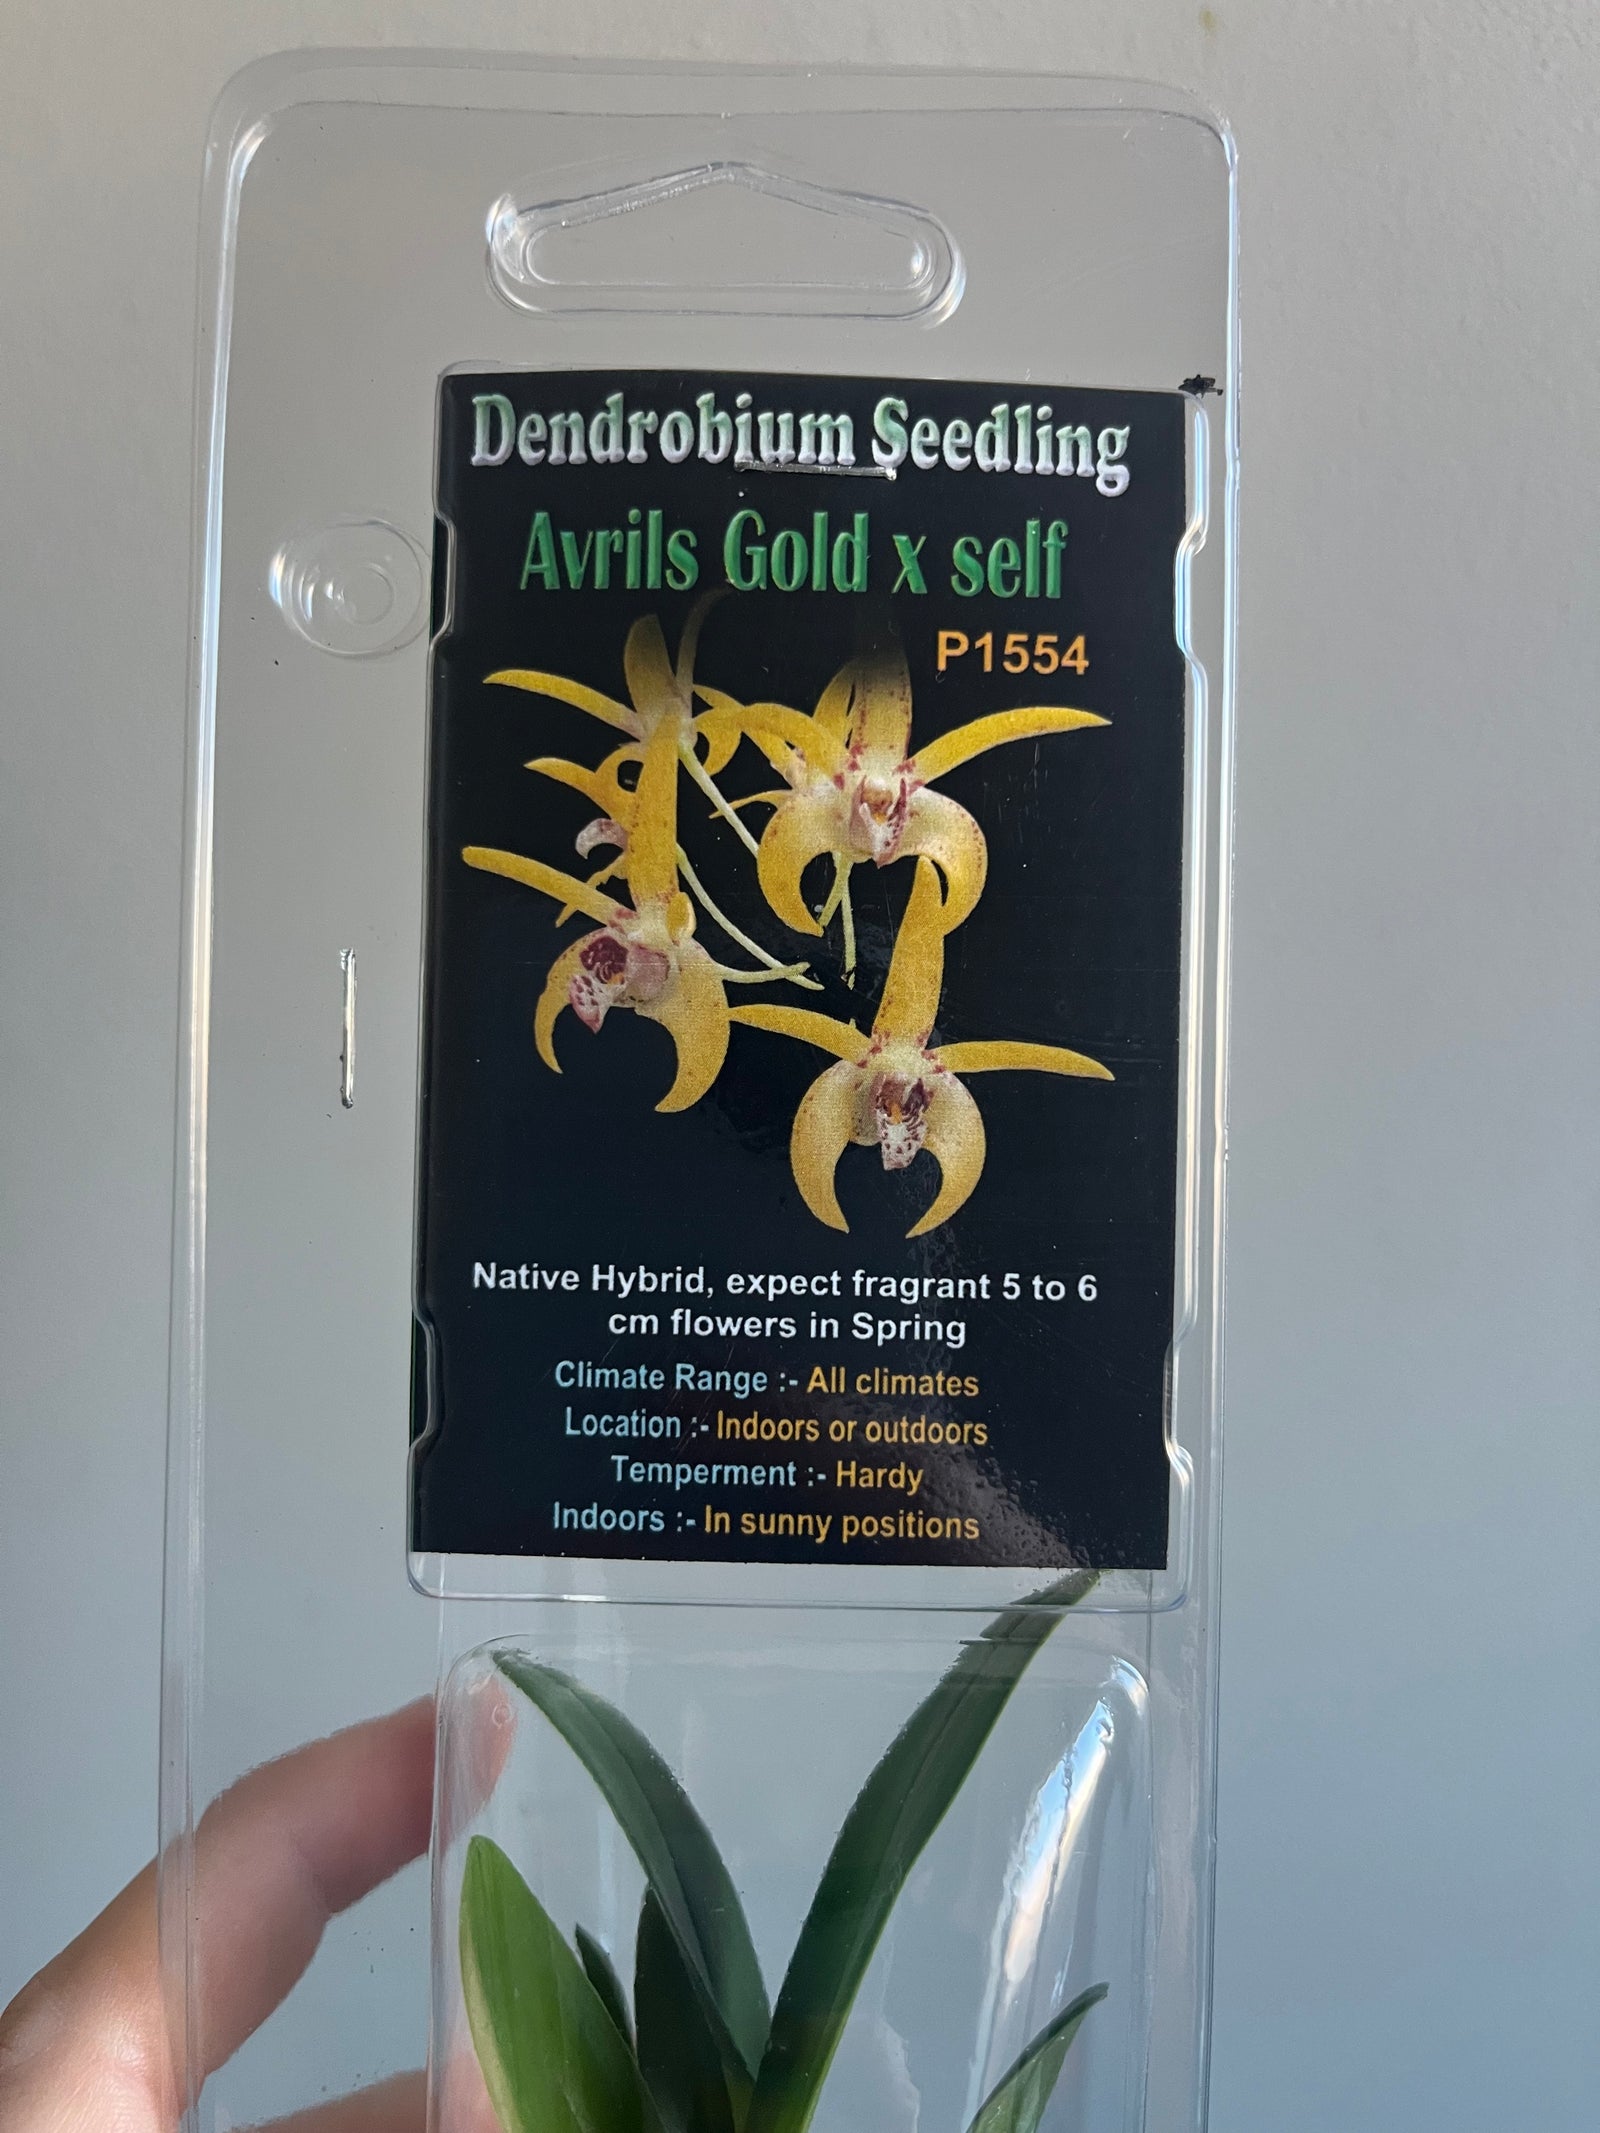 Dendrobium Seedling
Avrils Gold x self
P1554
Native Hybrid, expect fragrant 5 to 6
cm flowers in Spring
Climate Range :- All climates
Location :- Indoors or outdoors
Temperment :- Hardy
Indoors :- In sunny positions